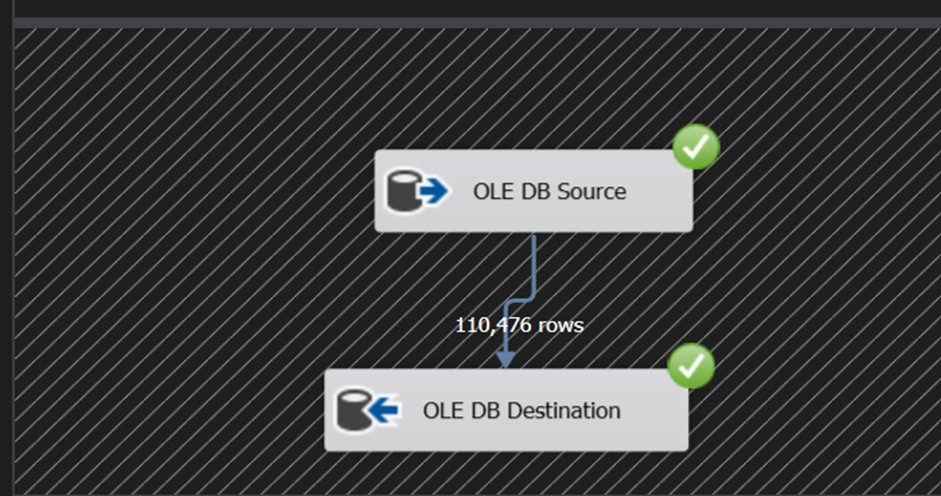 OLE DB Source
110,476 rows
OLE DB Destination